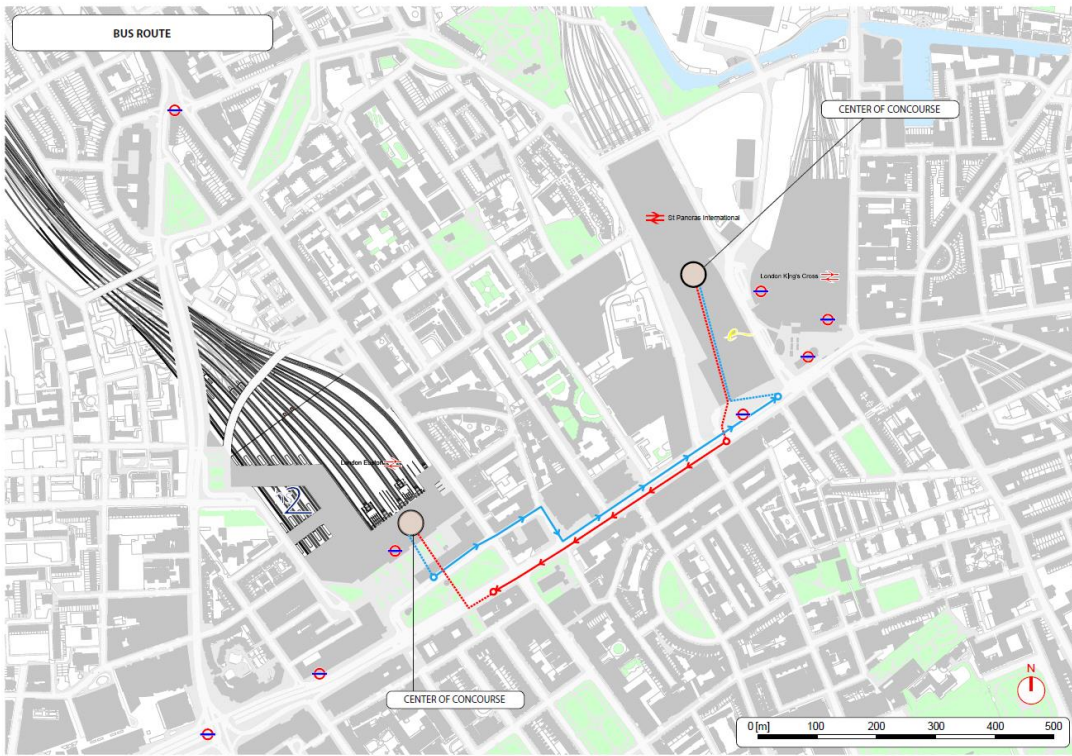 BUS ROUTE
CENTER OF CONCOURSE
St Pancras International
London King's Cross
London Euston
2
CENTER OF CONCOURSE
N
0 [m] 100 200 300 400 500